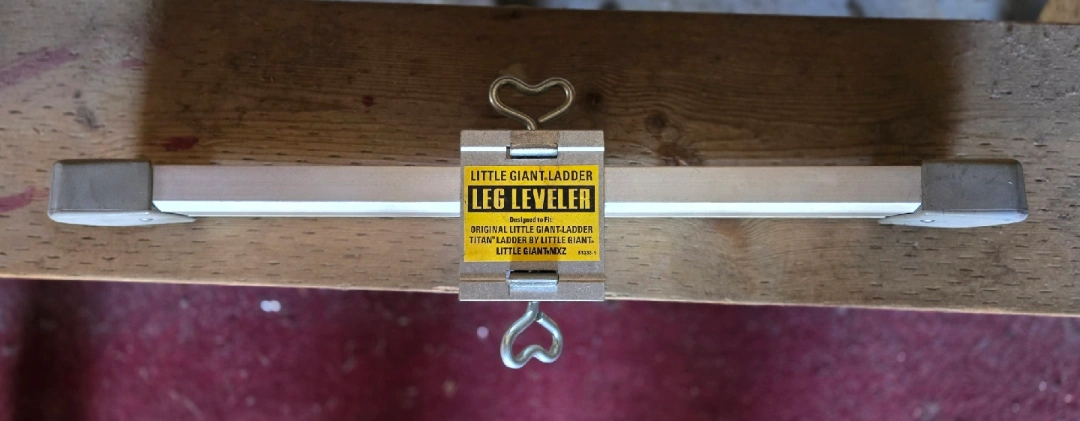 LITTLE GIANT LADDER
LEG LEVELER
Designed to Fit:
ORIGINAL LITTLE GIANT LADDER
TITAN™ LADDER BY LITTLE GIANT
LITTLE GIANT MXZ